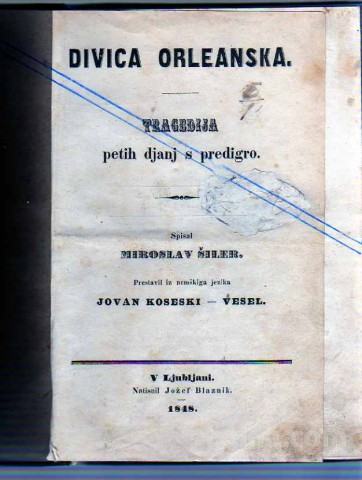 DIVICA ORLEANSKA.
TRAGEDIJA
petih djanj s predigro.
Spisal
MIROSLAV ŠILER.
Prestavil iz nemškiga jezika
JOVAN KOSESKI — VESEL.
V Ljubljani.
Natisnil Jožef Blaznik.
1848.